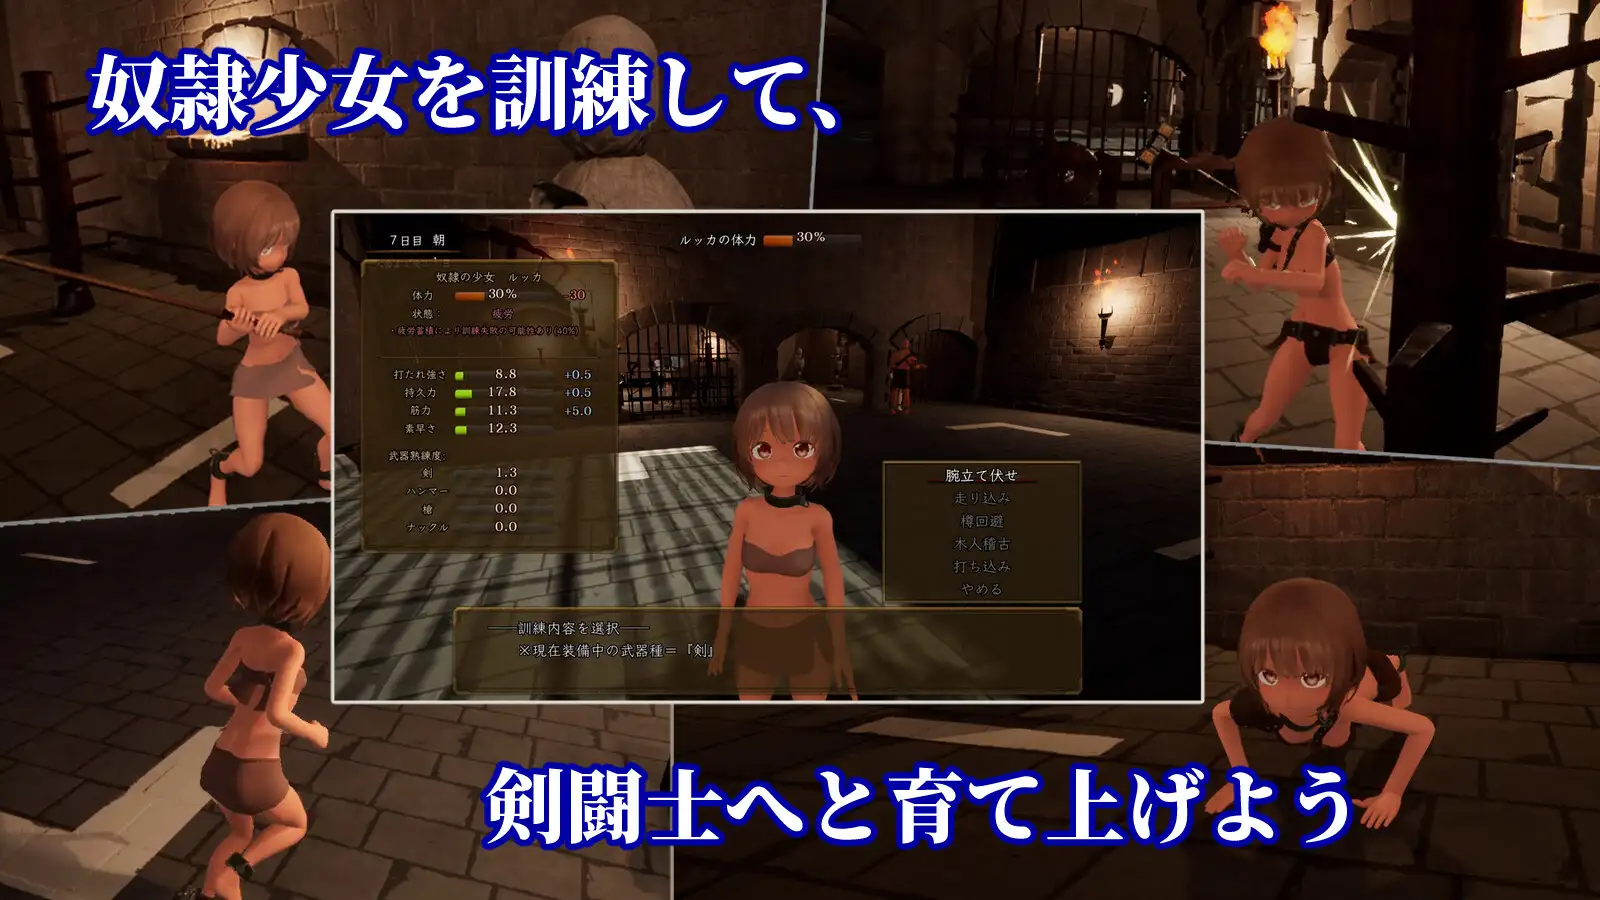 奴隷少女を訓練して、
7日目 朝
ルッカの体力 30%
奴隷の少女 ルッカ
体力 30% -30
状態： 疲労
・疲労蓄積により訓練失敗の可能性あり(40%)
打たれ強さ 8.8 +0.5
持久力 17.8 +0.5
筋力 11.3 +5.0
素早さ 12.3
武器熟練度:
剣 1.3
ハンマー 0.0
槍 0.0
ナックル 0.0
腕立て伏せ
走り込み
樽回避
木人稽古
打ち込み
やめる
──訓練内容を選択──
※現在装備中の武器種＝『剣』
剣闘士へと育て上げよう